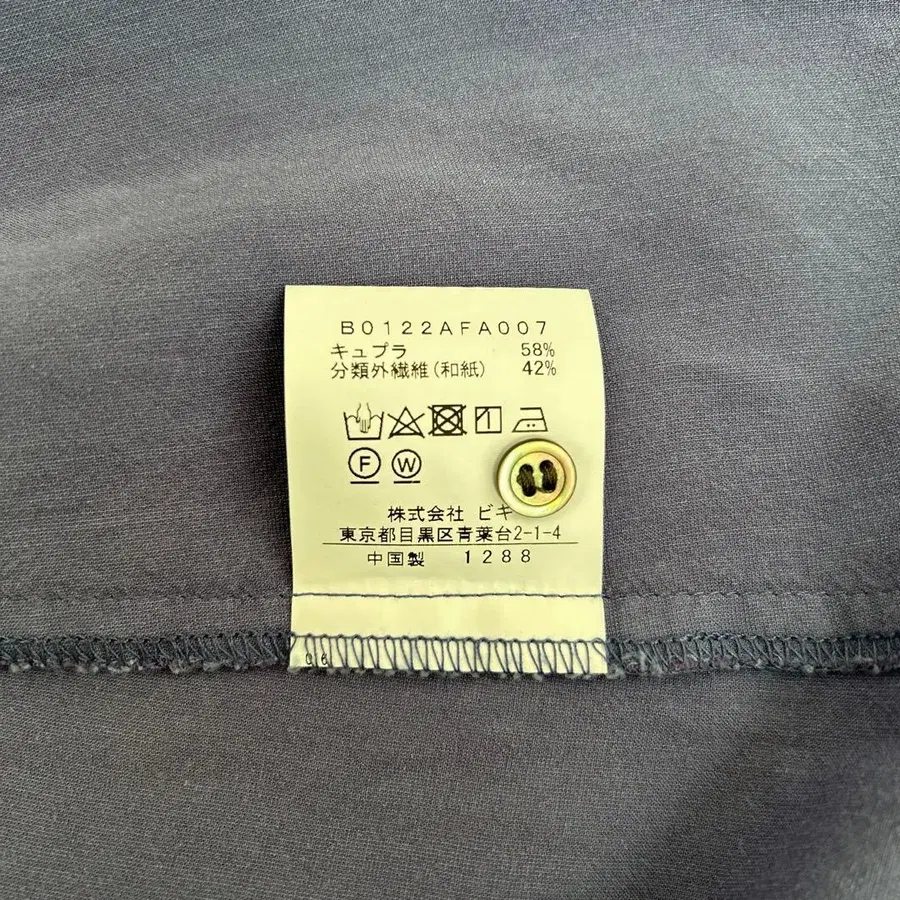 B0122AFA007
キュプラ 58%
分類外繊維(和紙) 42%
F W
株式会社 ビギ
東京都目黒区青葉台2-1-4
中国製 1288